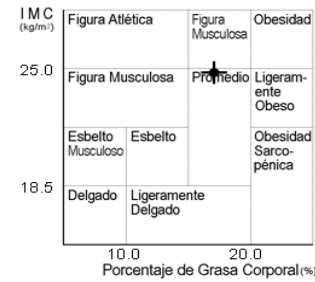 IMC
(kg/m²)
Figura Atlética
Figura
Musculosa
Obesidad
25.0
Figura Musculosa
Promedio
Ligeram-
ente
Obeso
Esbelto
Musculoso
Esbelto
Obesidad
Sarco-
pénica
18.5
Delgado
Ligeramente
Delgado
10.0
20.0
Porcentaje de Grasa Corporal(%)